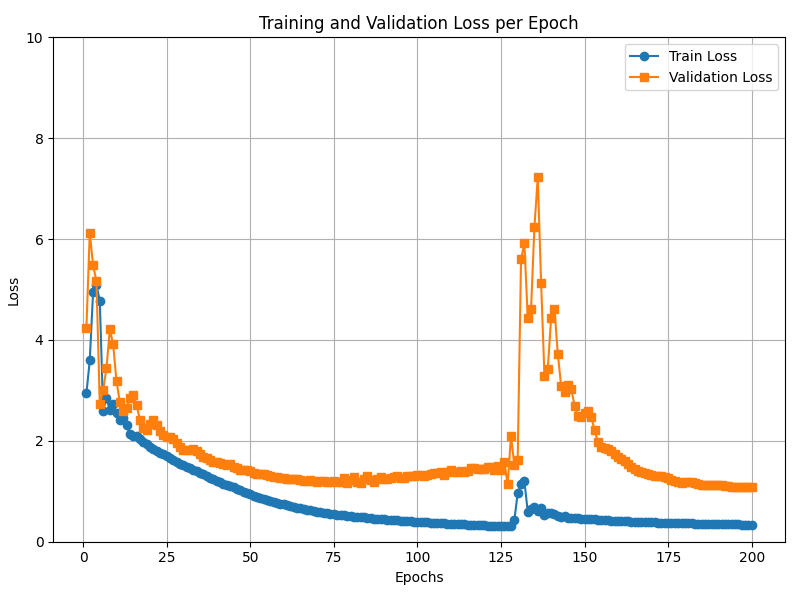 Training and Validation Loss per Epoch
Train Loss
Validation Loss
Loss
10
8
6
4
2
0
0 25 50 75 100 125 150 175 200
Epochs